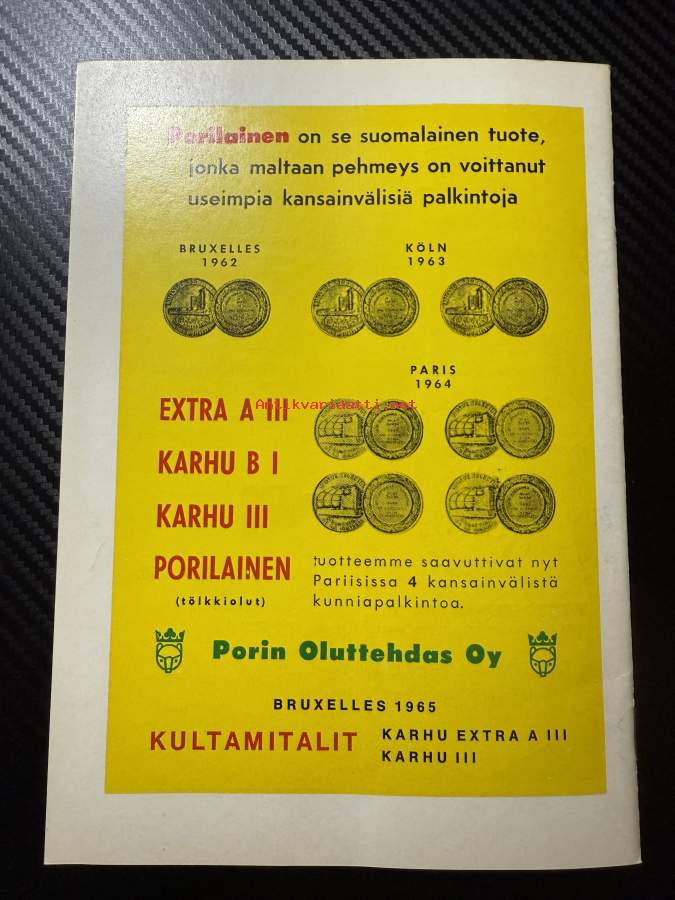 Porilainen on se suomalainen tuote,
jonka maltaan pehmeys on voittanut
useimpia kansainvälisiä palkintoja
BRUXELLES
1962
KÖLN
1963
PARIS
1964
Antikvariaatti.net
EXTRA A III
KARHU B I
KARHU III
PORILAINEN
(tölkkiolut)
tuotteemme saavuttivat nyt
Pariisissa 4 kansainvälistä
kunniapalkintoa.
Porin Oluttehdas Oy
BRUXELLES 1965
KULTAMITALIT
KARHU EXTRA A III
KARHU III